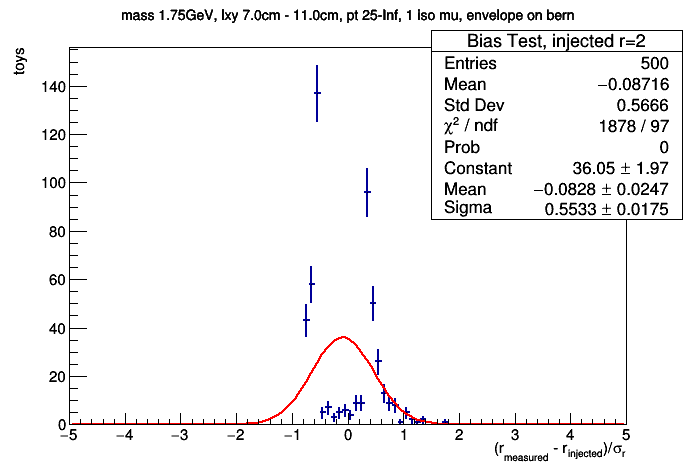 mass 1.75GeV, lxy 7.0cm - 11.0cm, pt 25-Inf, 1 Iso mu, envelope on bern
toys
Bias Test, injected r=2
Entries 500
Mean −0.08716
Std Dev 0.5666
χ² / ndf 1878 / 97
Prob 0
Constant 36.05 ± 1.97
Mean −0.0828 ± 0.0247
Sigma 0.5533 ± 0.0175
140
120
100
80
60
40
20
0
−5 −4 −3 −2 −1 0 1 2 3 4 5
(r_measured - r_injected)/σ_r